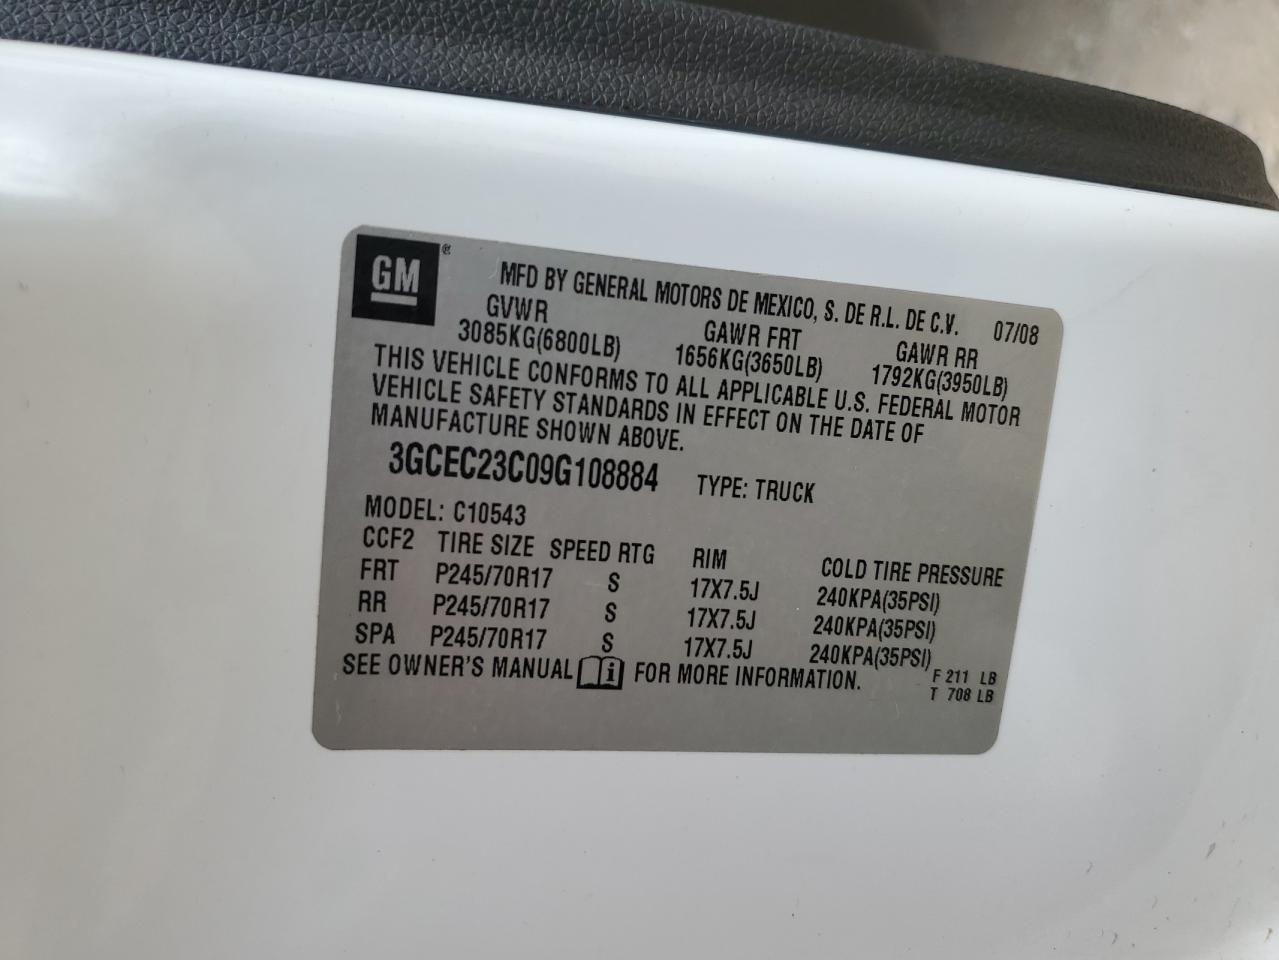 GM ®
MFD BY GENERAL MOTORS DE MEXICO, S. DE R.L. DE C.V. 07/08
GVWR GAWR FRT GAWR RR
3085KG(6800LB) 1656KG(3650LB) 1792KG(3950LB)
THIS VEHICLE CONFORMS TO ALL APPLICABLE U.S. FEDERAL MOTOR
VEHICLE SAFETY STANDARDS IN EFFECT ON THE DATE OF
MANUFACTURE SHOWN ABOVE.
3GCEC23C09G108884 TYPE: TRUCK
MODEL: C10543
CCF2 TIRE SIZE SPEED RTG RIM COLD TIRE PRESSURE
FRT P245/70R17 S 17X7.5J 240KPA(35PSI)
RR P245/70R17 S 17X7.5J 240KPA(35PSI)
SPA P245/70R17 S 17X7.5J 240KPA(35PSI)
SEE OWNER'S MANUAL i FOR MORE INFORMATION. F 211 LB
T 708 LB